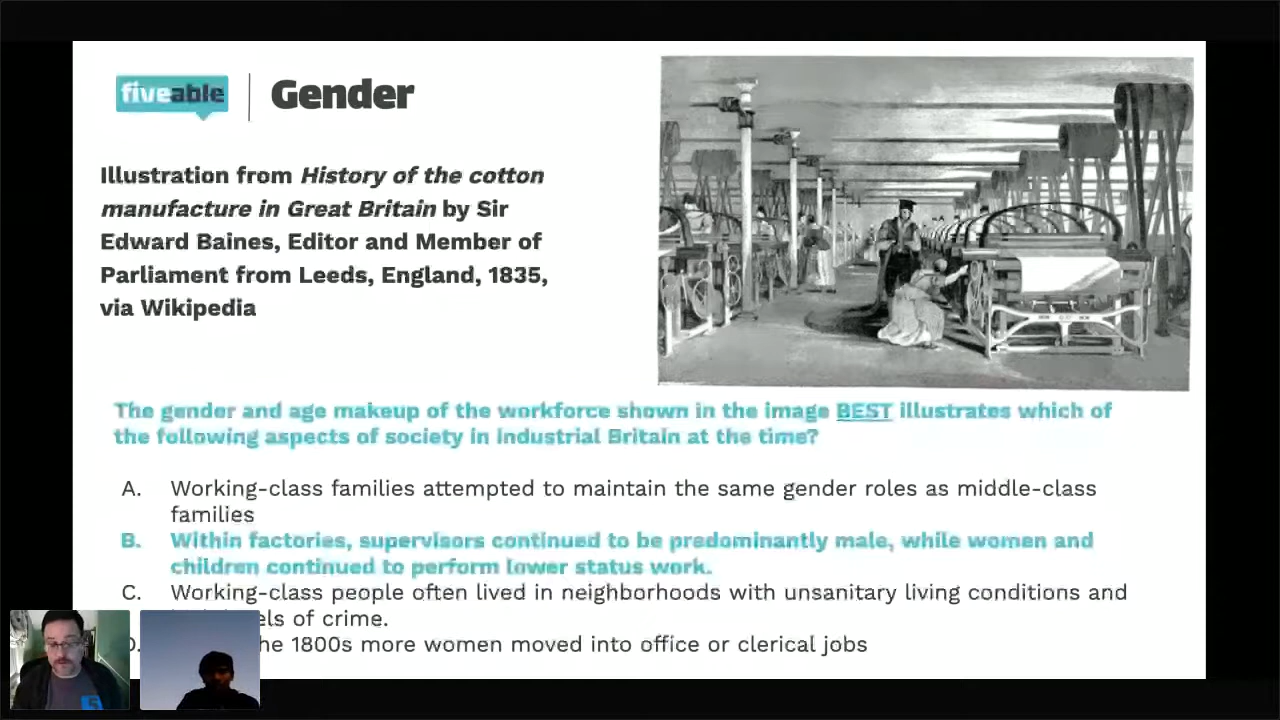 fiveable
Gender
Illustration from History of the cotton
manufacture in Great Britain by Sir
Edward Baines, Editor and Member of
Parliament from Leeds, England, 1835,
via Wikipedia
The gender and age makeup of the workforce shown in the image BEST illustrates which of
the following aspects of society in Industrial Britain at the time?
A. Working-class families attempted to maintain the same gender roles as middle-class
families
B. Within factories, supervisors continued to be predominantly male, while women and
children continued to perform lower status work.
C. Working-class people often lived in neighborhoods with unsanitary living conditions and
of crime.
1800s more women moved into office or clerical jobs